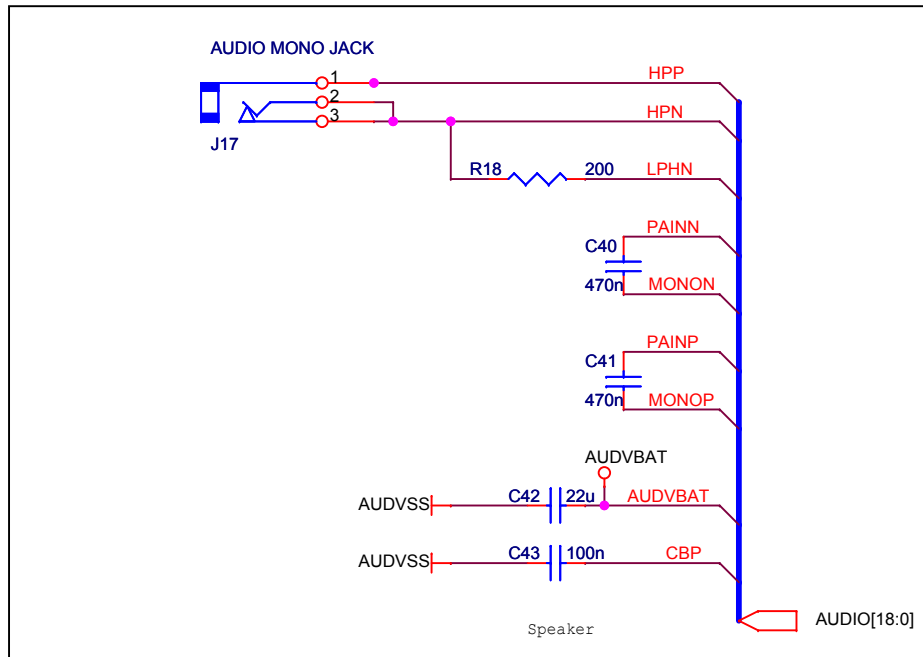 AUDIO MONO JACK
1
HPP
2
3
HPN
J17
R18
200
LPHN
PAINN
C40
470n
MONON
PAINP
C41
470n
MONOP
AUDVBAT
AUDVSS
C42
22u
AUDVBAT
AUDVSS
C43
100n
CBP
AUDIO[18:0]
Speaker